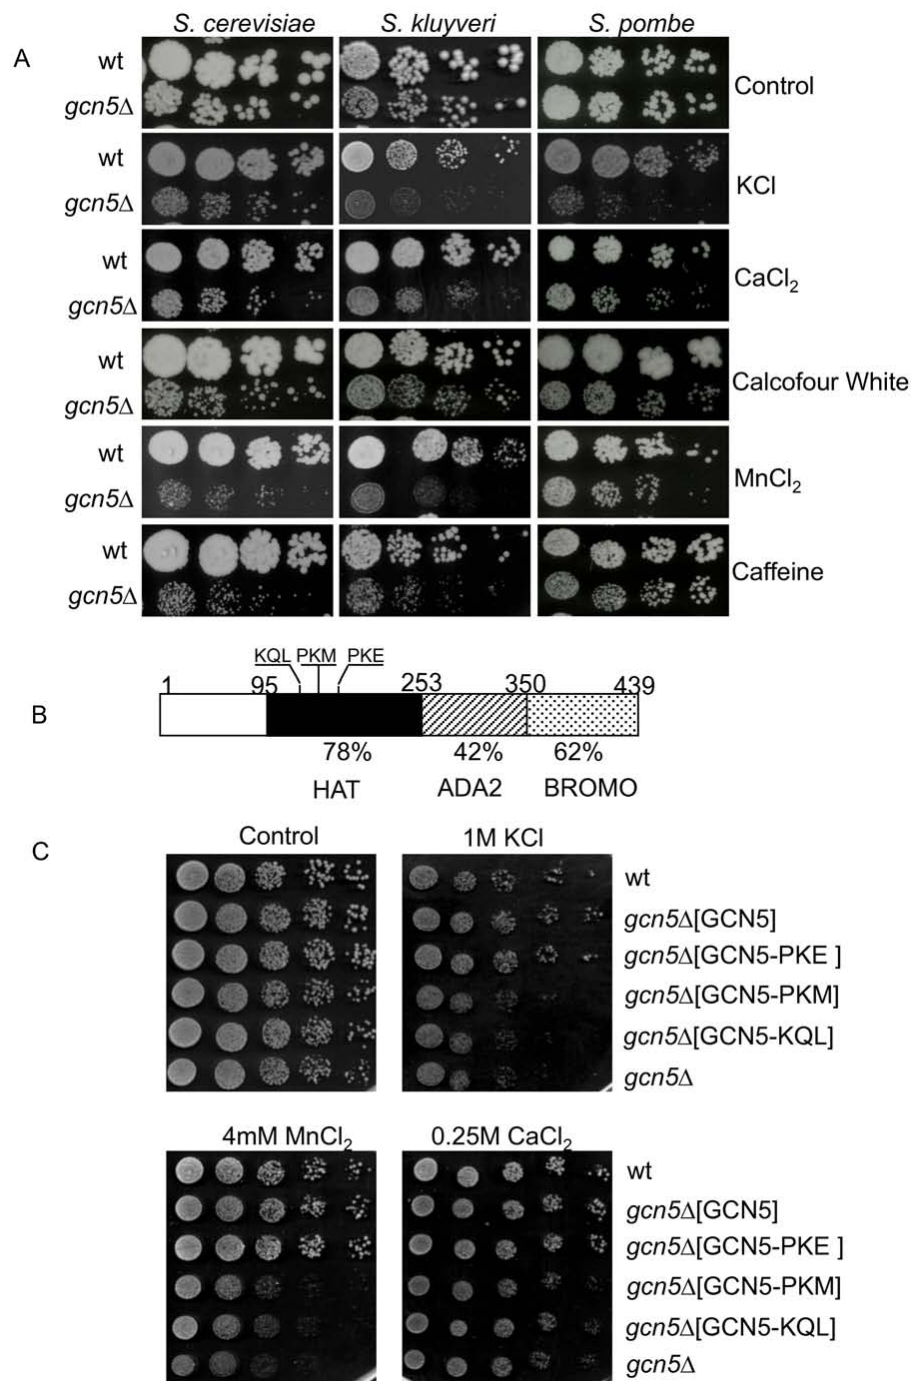 S. cerevisiae S. kluyveri S. pombe
A
wt
gcn5Δ
Control
wt
gcn5Δ
KCl
wt
gcn5Δ
CaCl₂
wt
gcn5Δ
Calcofour White
wt
gcn5Δ
MnCl₂
wt
gcn5Δ
Caffeine
B
KQL PKM PKE
1 95 253 350 439
78% 42% 62%
HAT ADA2 BROMO
C
Control 1M KCl
wt
gcn5Δ[GCN5]
gcn5Δ[GCN5-PKE ]
gcn5Δ[GCN5-PKM]
gcn5Δ[GCN5-KQL]
gcn5Δ
4mM MnCl₂ 0.25M CaCl₂
wt
gcn5Δ[GCN5]
gcn5Δ[GCN5-PKE ]
gcn5Δ[GCN5-PKM]
gcn5Δ[GCN5-KQL]
gcn5Δ